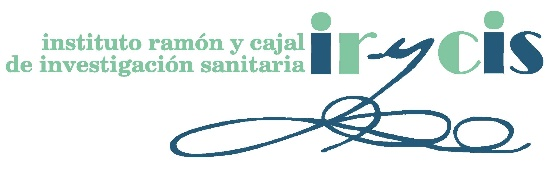 instituto ramón y cajal
de investigación sanitaria
irycis